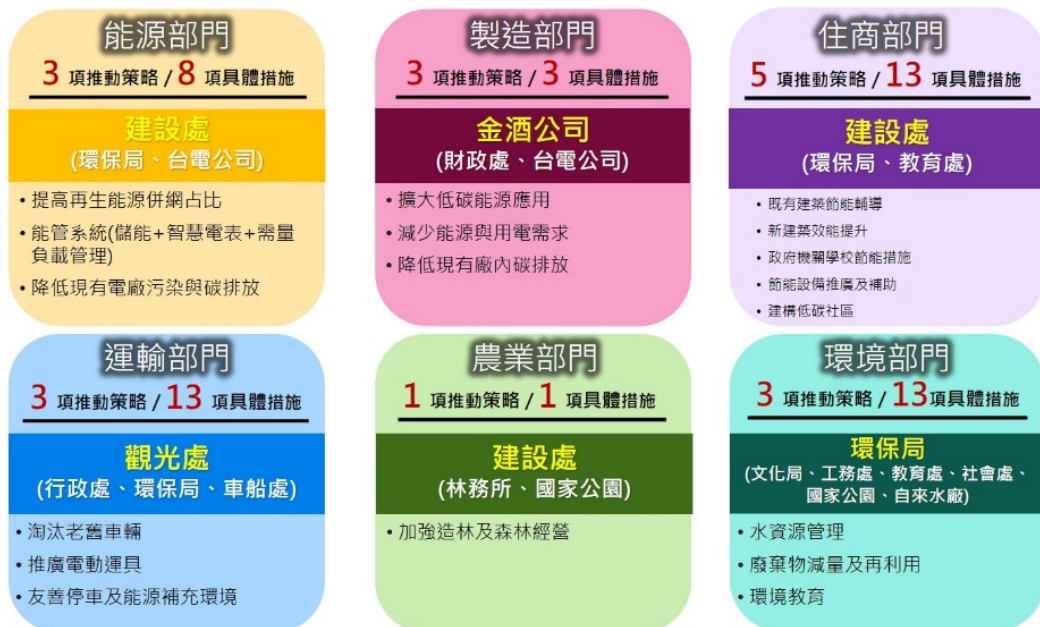 能源部門
3 項推動策略 / 8 項具體措施
建設處
(環保局、台電公司)
• 提高再生能源併網占比
• 能管系統(儲能+智慧電表+需量
負載管理)
• 降低現有電廠污染與碳排放
製造部門
3 項推動策略 / 3 項具體措施
金酒公司
(財政處、台電公司)
• 擴大低碳能源應用
• 減少能源與用電需求
• 降低現有廠內碳排放
住商部門
5 項推動策略 / 13 項具體措施
建設處
(環保局、教育處)
• 既有建築節能輔導
• 新建築效能提升
• 政府機關學校節能措施
• 節能設備推廣及補助
• 建構低碳社區
運輸部門
3 項推動策略 / 13 項具體措施
觀光處
(行政處、環保局、車船處)
• 淘汰老舊車輛
• 推廣電動運具
• 友善停車及能源補充環境
農業部門
1 項推動策略 / 1 項具體措施
建設處
(林務所、國家公園)
• 加強造林及森林經營
環境部門
3 項推動策略 / 13項具體措施
環保局
(文化局、工務處、教育處、社會處、
國家公園、自來水廠)
• 水資源管理
• 廢棄物減量及再利用
• 環境教育